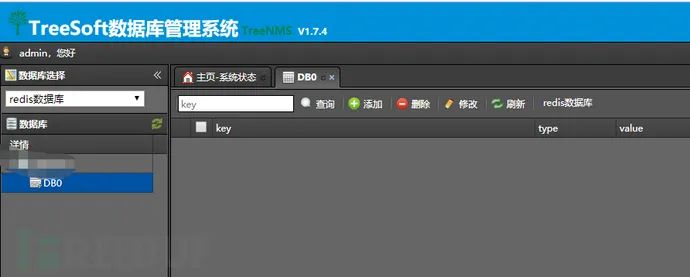 TreeSoft数据库管理系统 TreeNMS V1.7.4
admin，您好
数据库选择
主页-系统状态
DB0
redis数据库
key
查询
添加
删除
修改
刷新
redis数据库
数据库
key
type
value
详情
DB0